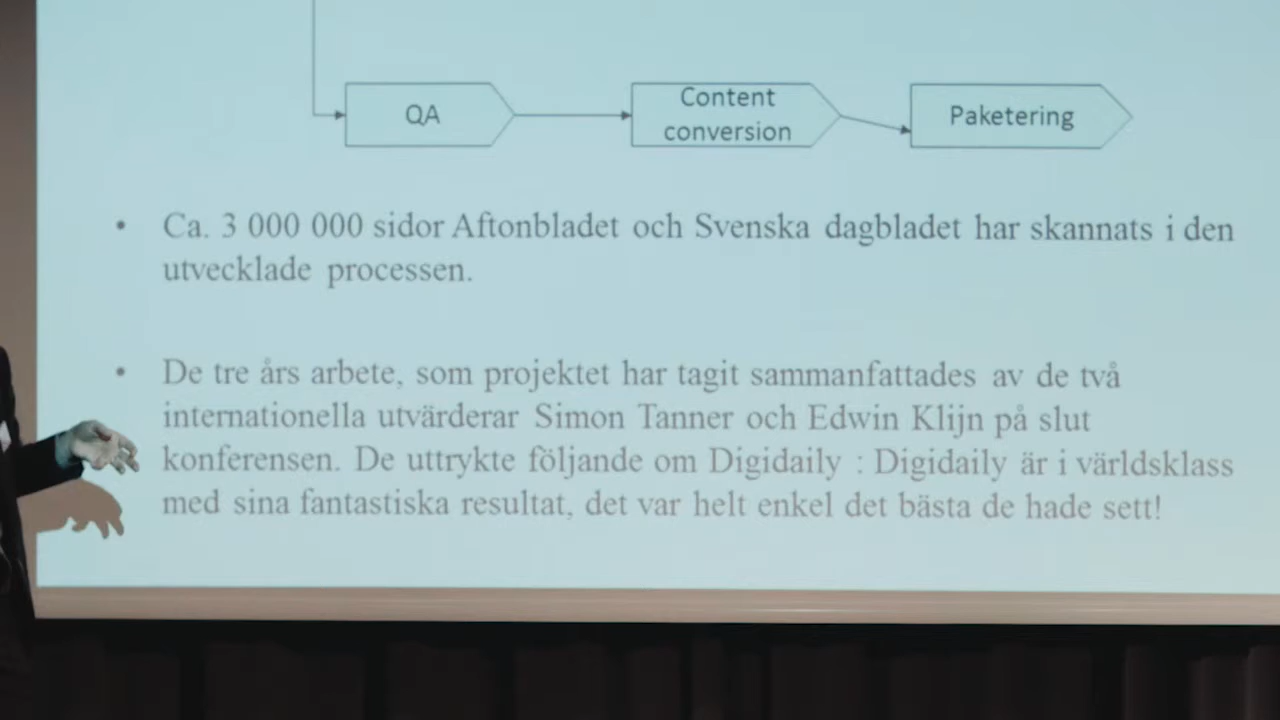 QA
Content
conversion
Paketering
• Ca. 3 000 000 sidor Aftonbladet och Svenska dagbladet har skannats i den
utvecklade processen.
• De tre års arbete, som projektet har tagit sammanfattades av de två
internationella utvärderar Simon Tanner och Edwin Klijn på slut
konferensen. De uttrykte följande om Digidaily : Digidaily är i världsklass
med sina fantastiska resultat, det var helt enkel det bästa de hade sett!